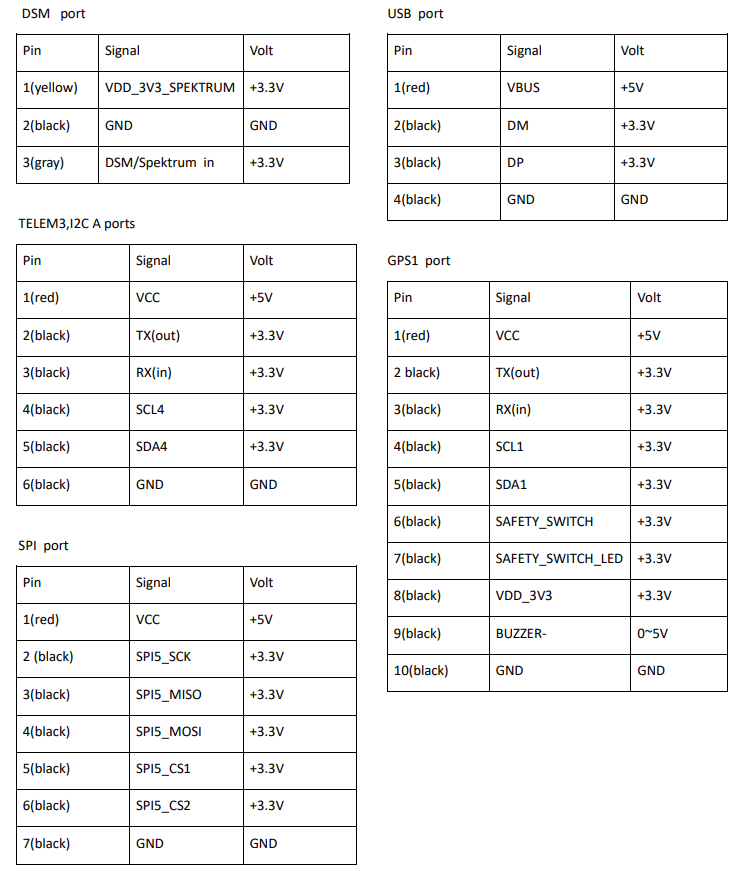 DSM port
Pin Signal Volt
1(yellow) VDD_3V3_SPEKTRUM +3.3V
2(black) GND GND
3(gray) DSM/Spektrum in +3.3V
TELEM3,I2C A ports
Pin Signal Volt
1(red) VCC +5V
2(black) TX(out) +3.3V
3(black) RX(in) +3.3V
4(black) SCL4 +3.3V
5(black) SDA4 +3.3V
6(black) GND GND
SPI port
Pin Signal Volt
1(red) VCC +5V
2 (black) SPI5_SCK +3.3V
3(black) SPI5_MISO +3.3V
4(black) SPI5_MOSI +3.3V
5(black) SPI5_CS1 +3.3V
6(black) SPI5_CS2 +3.3V
7(black) GND GND
USB port
Pin Signal Volt
1(red) VBUS +5V
2(black) DM +3.3V
3(black) DP +3.3V
4(black) GND GND
GPS1 port
Pin Signal Volt
1(red) VCC +5V
2 black) TX(out) +3.3V
3(black) RX(in) +3.3V
4(black) SCL1 +3.3V
5(black) SDA1 +3.3V
6(black) SAFETY_SWITCH +3.3V
7(black) SAFETY_SWITCH_LED +3.3V
8(black) VDD_3V3 +3.3V
9(black) BUZZER- 0~5V
10(black) GND GND